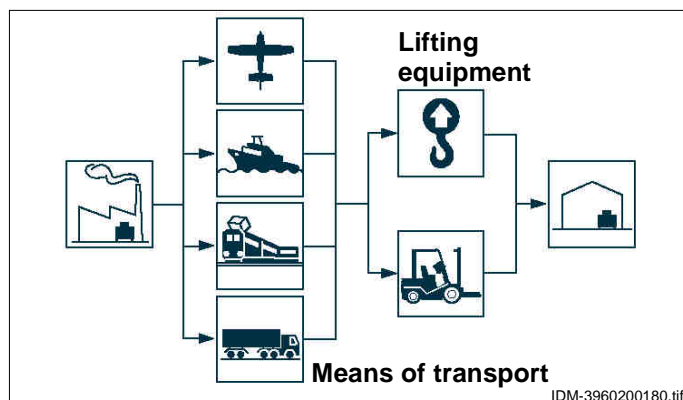 Lifting
equipment
Means of transport
IDM-3960200180.tif